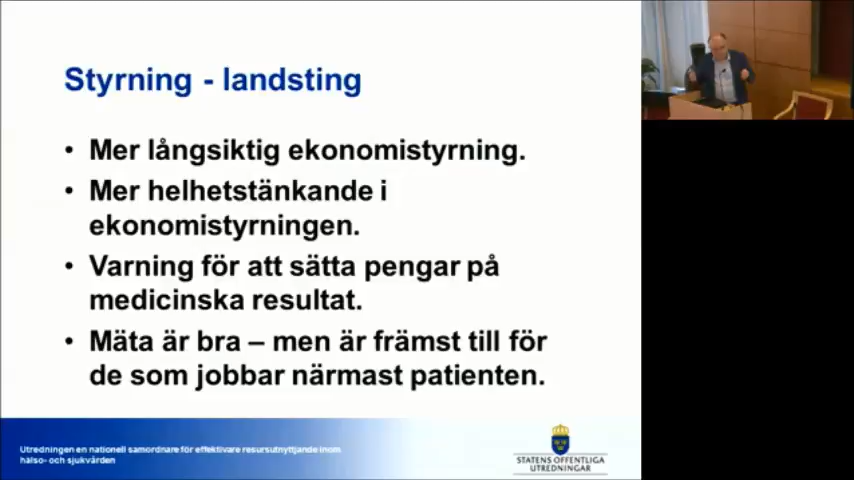 Styrning - landsting
• Mer långsiktig ekonomistyrning.
• Mer helhetstänkande i
ekonomistyrningen.
• Varning för att sätta pengar på
medicinska resultat.
• Mäta är bra – men är främst till för
de som jobbar närmast patienten.
Utredningen en nationell samordnare för effektivare resursutnyttjande inom
hälso- och sjukvården
STATENS OFFENTLIGA
UTREDNINGAR